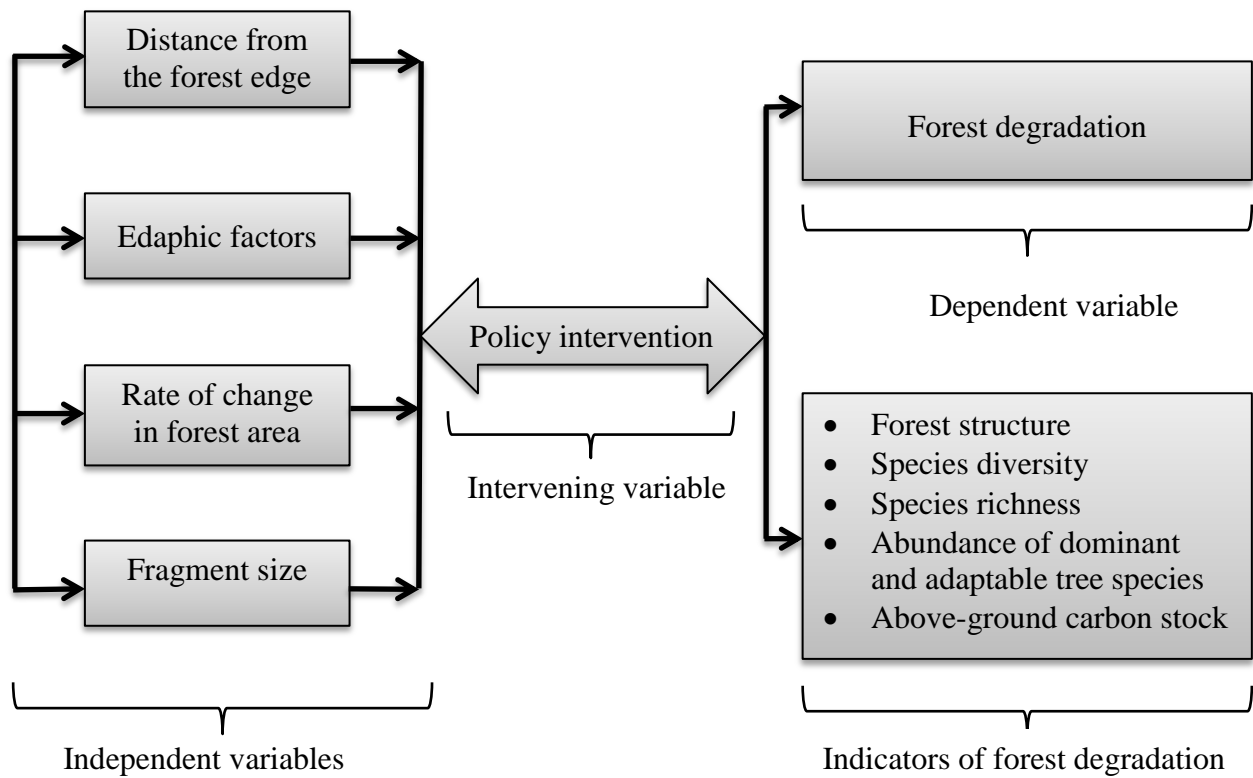 Distance from
the forest edge
Edaphic factors
Rate of change
in forest area
Fragment size
Independent variables
Policy intervention
Intervening variable
Forest degradation
Dependent variable
• Forest structure
• Species diversity
• Species richness
• Abundance of dominant
and adaptable tree species
• Above-ground carbon stock
Indicators of forest degradation